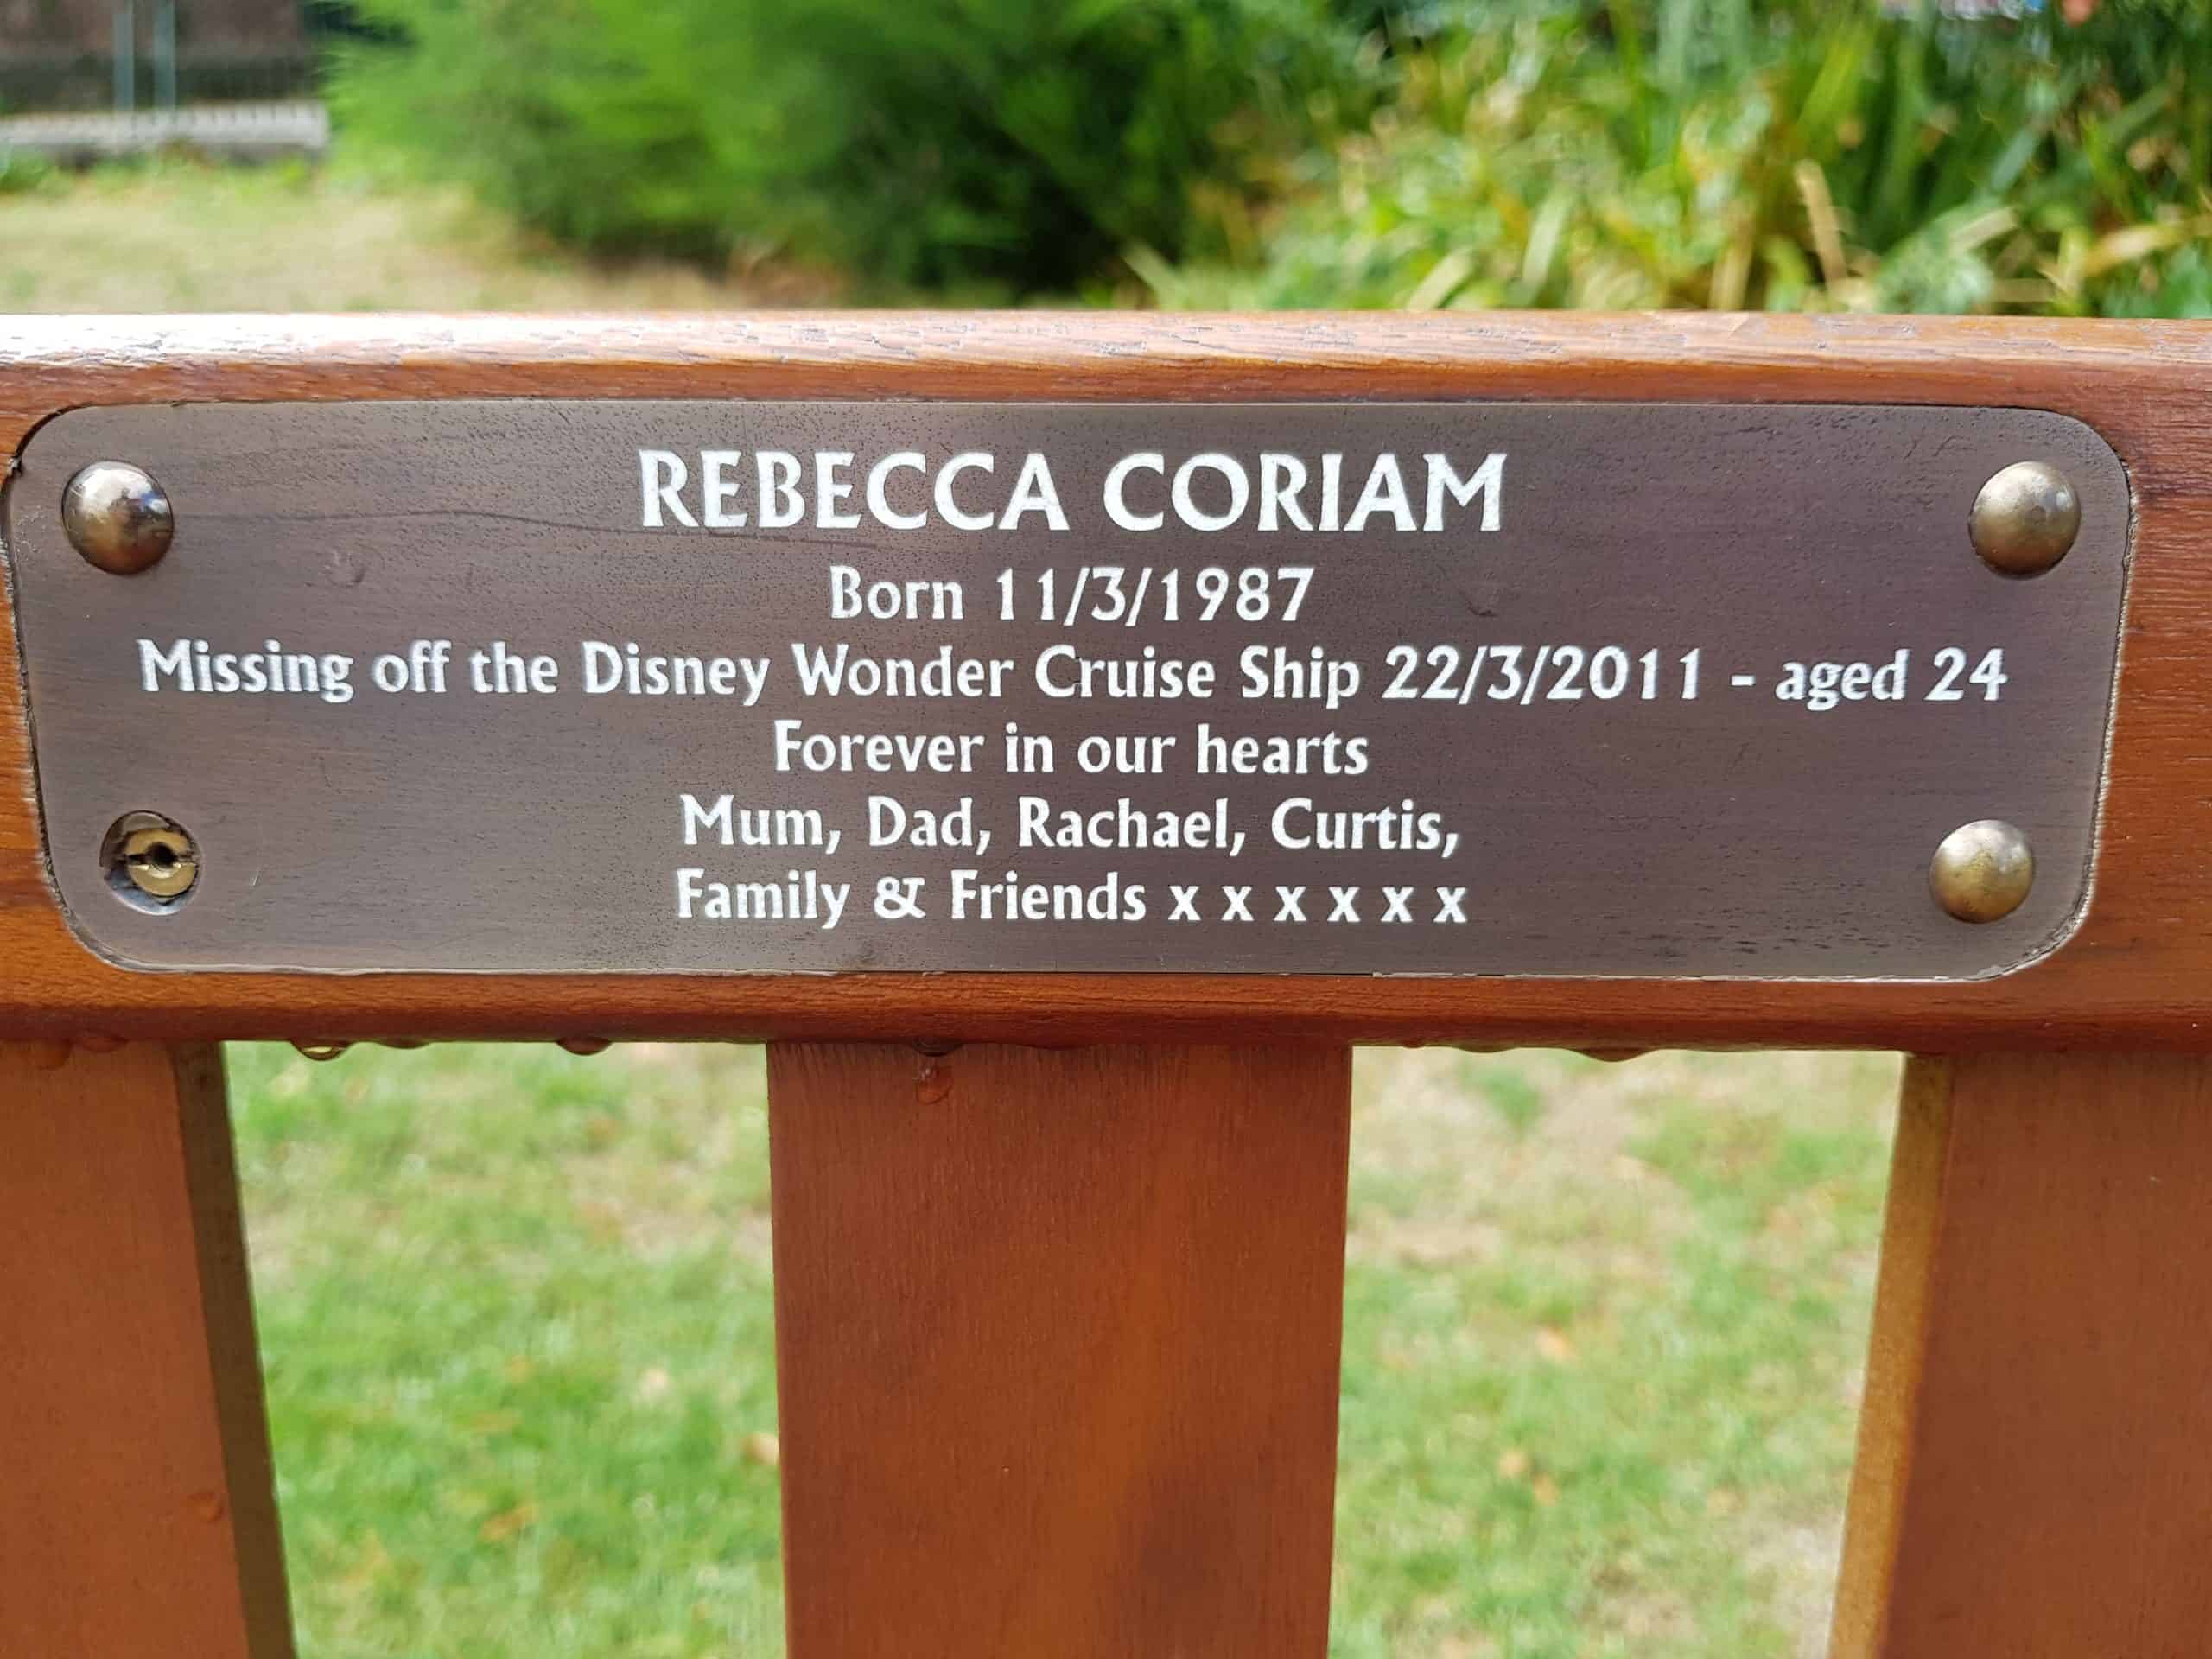 REBECCA CORIAM
Born 11/3/1987
Missing off the Disney Wonder Cruise Ship 22/3/2011 - aged 24
Forever in our hearts
Mum, Dad, Rachael, Curtis,
Family & Friends x x x x x x